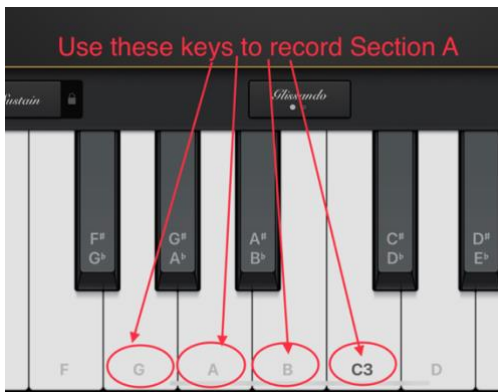 Use these keys to record Section A
Sustain
Glissando
F# G# A# C# D#
G♭ A♭ B♭ D♭ E♭
F G A B C3 D